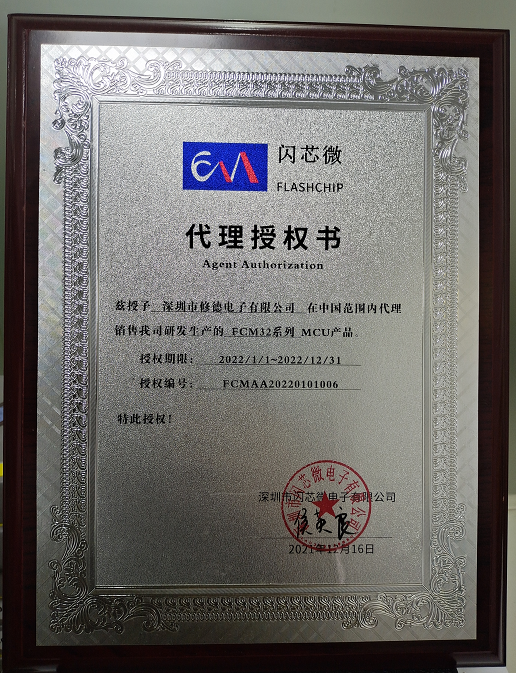 闪芯微
FLASHCHIP
代理授权书
Agent Authorization
兹授予 深圳市修德电子有限公司 在中国范围内代理
销售我司研发生产的 FCM32系列 MCU产品。
授权期限： 2022/1/1~2022/12/31
授权编号： FCMAA20220101006
特此授权！
深圳市闪芯微电子有限公司
2021年12月16日